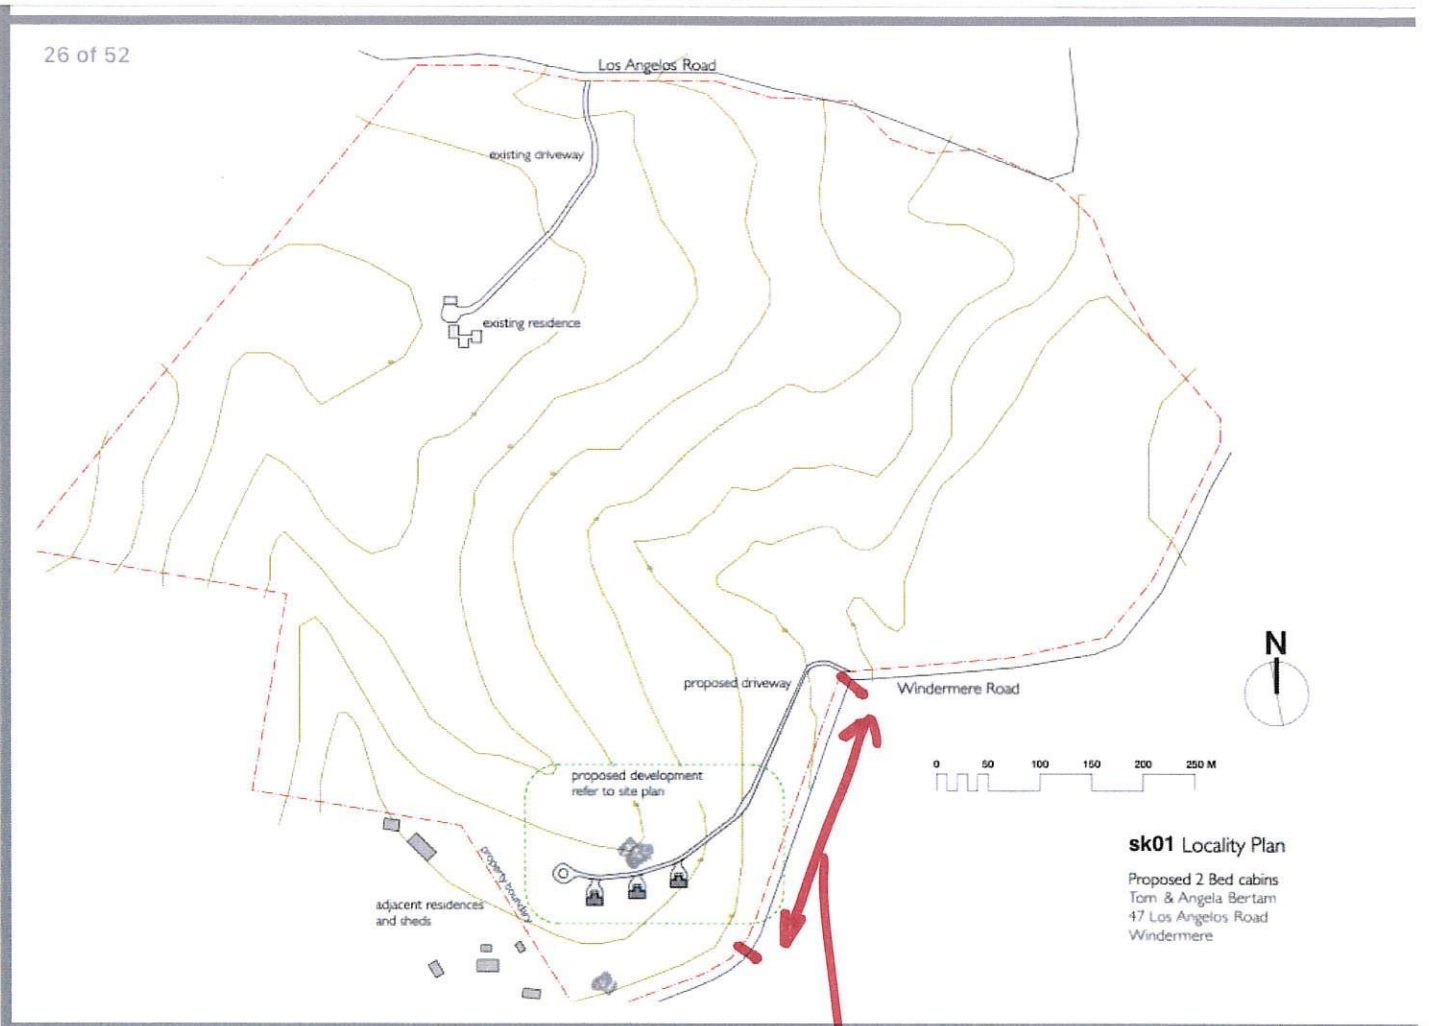 26 of 52
Los Angelos Road
existing driveway
existing residence
N
proposed driveway
Windermere Road
0 50 100 150 200 250 M
proposed development
refer to site plan
sk01 Locality Plan
property boundary
Proposed 2 Bed cabins
Tom & Angela Bertam
47 Los Angelos Road
Windermere
adjacent residences
and sheds